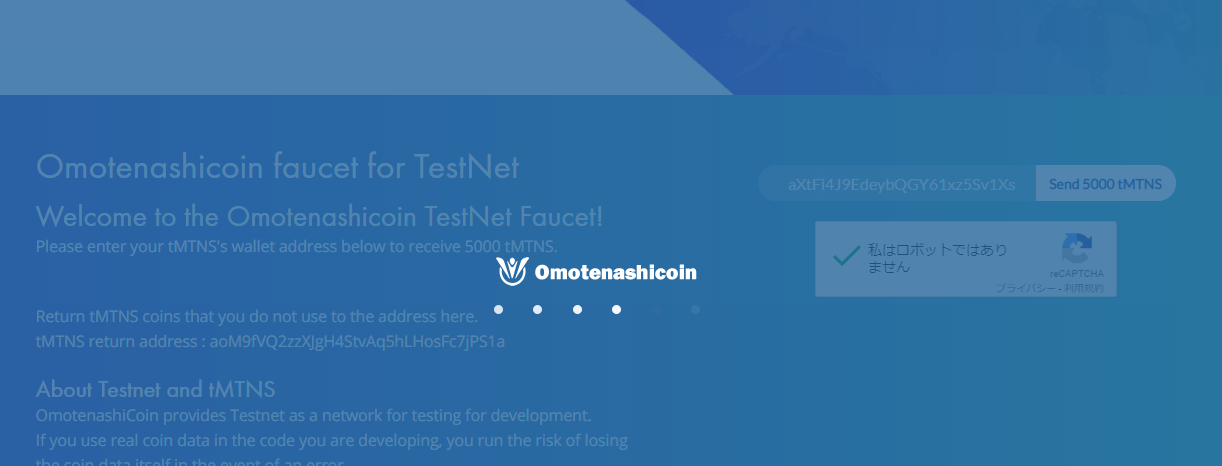 Omotenashicoin faucet for TestNet
Welcome to the Omotenashicoin TestNet Faucet!
Please enter your tMTNS's wallet address below to receive 5000 tMTNS.
Return tMTNS coins that you do not use to the address here.
tMTNS return address : aoM9fVQ2zzXJgH4StvAq5hLHosFc7jPS1a
About Testnet and tMTNS
OmotenashiCoin provides Testnet as a network for testing for development.
If you use real coin data in the code you are developing, you run the risk of losing
the coin data itself in the event of an error
Omotenashicoin
aXtFi4J9EdeybQGY61xz5Sv1Xs
Send 5000 tMTNS
私はロボットではあり
ません
reCAPTCHA
プライバシー - 利用規約